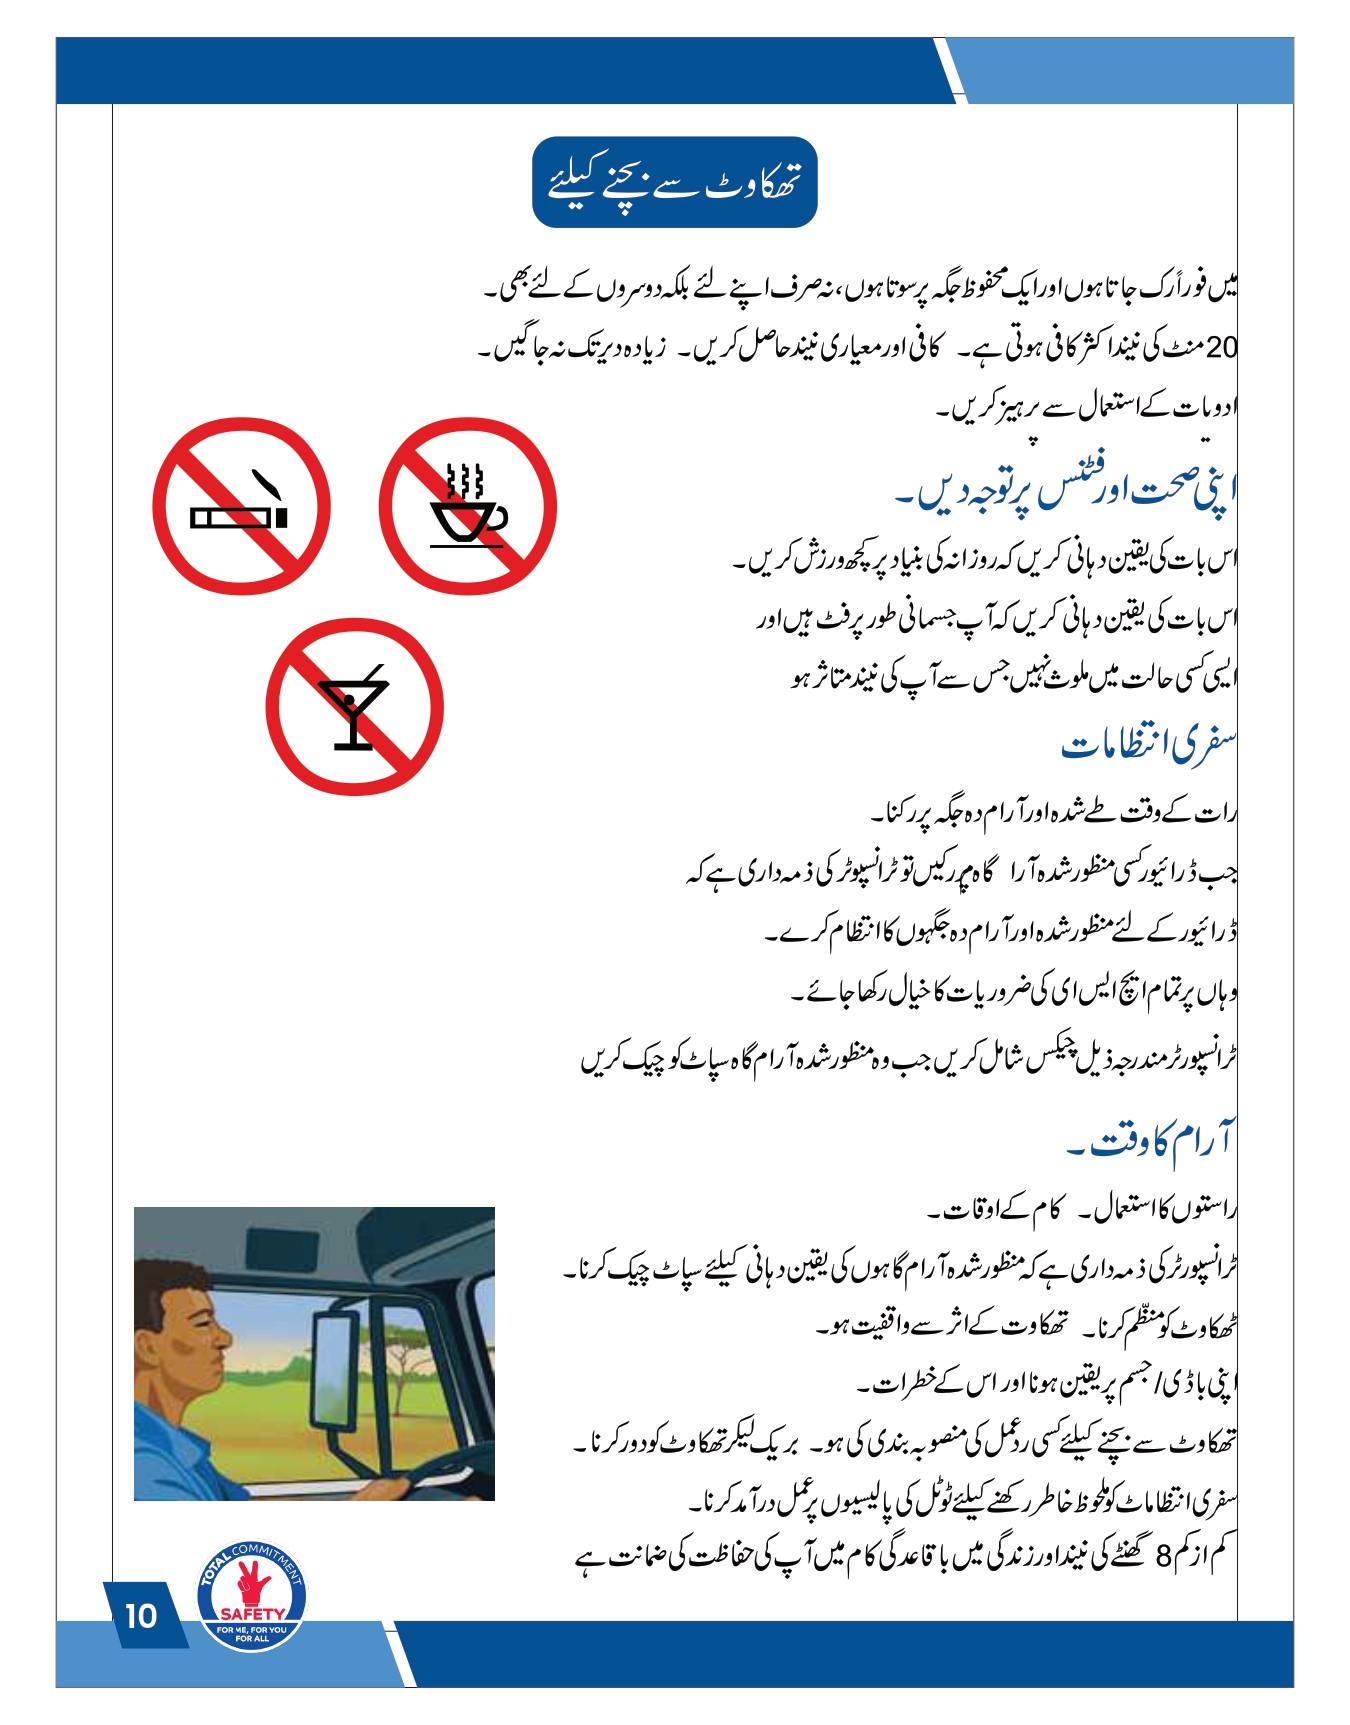 تھکاوٹ سے بچنے کیلئے
میں فوراً رک جاتا ہوں اور ایک محفوظ جگہ پر سوتا ہوں، نہ صرف اپنے لئے بلکہ دوسروں کے لئے بھی۔
20 منٹ کی نیند اکثر کافی ہوتی ہے۔ کافی اور معیاری نیند حاصل کریں۔ زیادہ دیر تک نہ جاگیں۔
ادویات کے استعمال سے پرہیز کریں۔
اپنی صحت اور فٹنس پر توجہ دیں۔
اس بات کی یقین دہانی کریں کہ روزانہ کی بنیاد پر کچھ ورزش کریں۔
اس بات کی یقین دہانی کریں کہ آپ جسمانی طور پر فٹ ہیں اور
ایسی کسی حالت میں ملوث نہیں جس سے آپ کی نیند متاثر ہو
سفری انتظامات
رات کے وقت طے شدہ اور آرام دہ جگہ پر رکنا۔
جب ڈرائیور کسی منظور شدہ آرا گاہ پر رکیں تو ٹرانسپوٹر کی ذمہ داری ہے کہ
ڈرائیور کے لئے منظور شدہ اور آرام دہ جگہوں کا انتظام کرے۔
وہاں پر تمام ایچ ایس ای کی ضروریات کا خیال رکھا جائے۔
ٹرانسپورٹر مندرجہ ذیل چیکس شامل کریں جب وہ منظور شدہ آرام گاہ سپاٹ کو چیک کریں
آرام کا وقت۔
راستوں کا استعمال۔ کام کے اوقات۔
ٹرانسپورٹر کی ذمہ داری ہے کہ منظور شدہ آرام گاہوں کی یقین دہانی کیلئے سپاٹ چیک کرنا۔
ٹھکاوٹ کو منظّم کرنا۔ تھکاوت کے اثر سے واقفیت ہو۔
اپنی باڈی/جسم پر یقین ہونا اور اس کے خطرات۔
تھکاوٹ سے بچنے کیلئے کسی ردعمل کی منصوبہ بندی کی ہو۔ بریک لیکر تھکاوٹ کو دور کرنا۔
سفری انتظاماٹ کو ملحوظ خاطر رکھنے کیلئے ٹوٹل کی پالیسیوں پر عمل درآمد کرنا۔
کم از کم 8 گھنٹے کی نیند اور زندگی میں باقاعدگی کام میں آپ کی حفاظت کی ضمانت ہے
TOTAL COMMITMENT
SAFETY
FOR ME, FOR YOU
FOR ALL
10